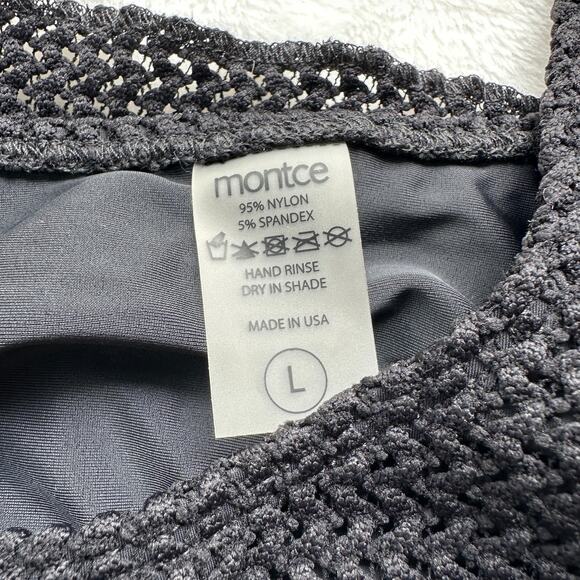 montce
95% NYLON
5% SPANDEX
HAND RINSE
DRY IN SHADE
MADE IN USA
L